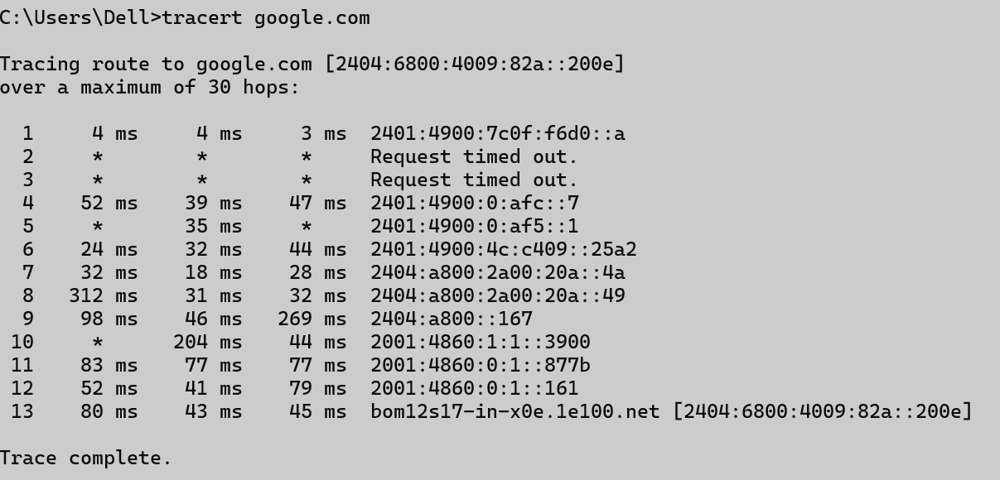 C:\Users\Dell>tracert google.com
Tracing route to google.com [2404:6800:4009:82a::200e]
over a maximum of 30 hops:
1 4 ms 4 ms 3 ms 2401:4900:7c0f:f6d0::a
2 * * * Request timed out.
3 * * * Request timed out.
4 52 ms 39 ms 47 ms 2401:4900:0:afc::7
5 * 35 ms * 2401:4900:0:af5::1
6 24 ms 32 ms 44 ms 2401:4900:4c:c409::25a2
7 32 ms 18 ms 28 ms 2404:a800:2a00:20a::4a
8 312 ms 31 ms 32 ms 2404:a800:2a00:20a::49
9 98 ms 46 ms 269 ms 2404:a800::167
10 * 204 ms 44 ms 2001:4860:1:1::3900
11 83 ms 77 ms 77 ms 2001:4860:0:1::877b
12 52 ms 41 ms 79 ms 2001:4860:0:1::161
13 80 ms 43 ms 45 ms bom12s17-in-x0e.1e100.net [2404:6800:4009:82a::200e]
Trace complete.